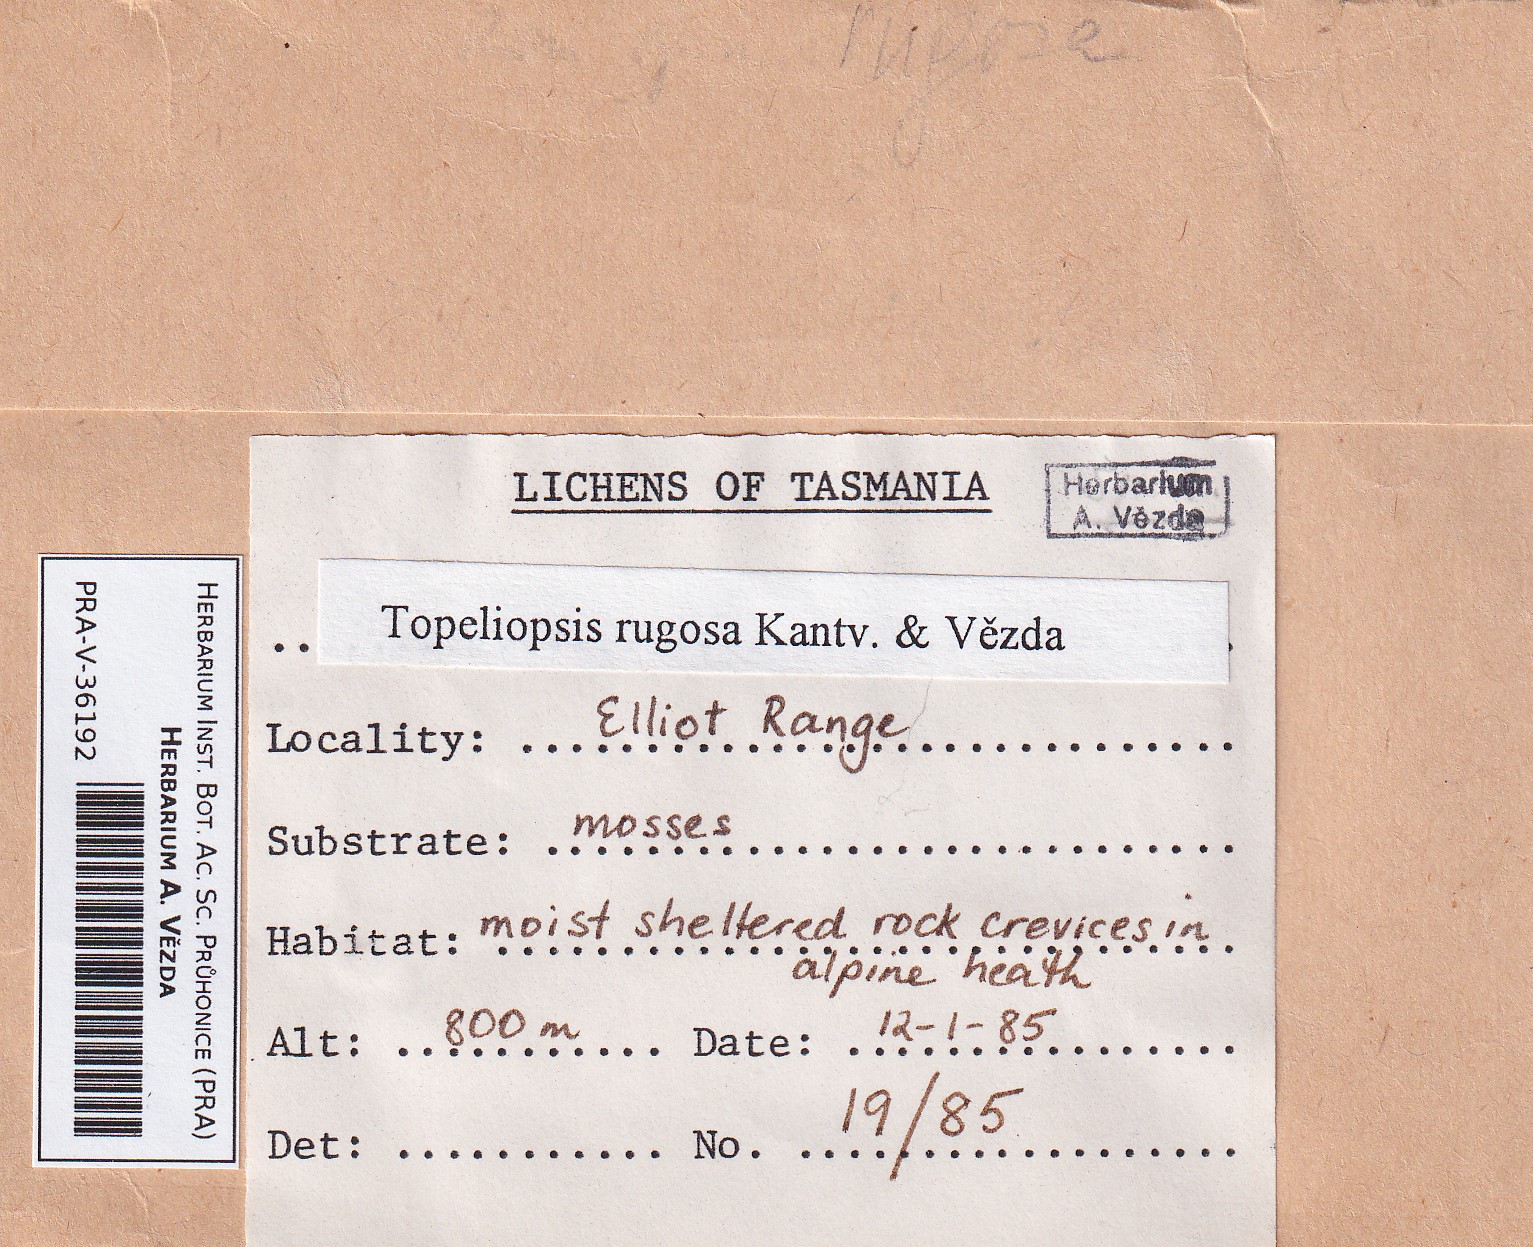 rugosa
LICHENS OF TASMANIA
Herbarium
A. Vězda
Topeliopsis rugosa Kantv. & Vězda
Locality: Elliot Range
Substrate: mosses
Habitat: moist sheltered rock crevices in
alpine heath
Alt: 800 m Date: 12-1-85
Det: No. 19/85
HERBARIUM INST. BOT. AC. SC. PRŮHONICE (PRA)
HERBARIUM A. VĚZDA
PRA-V-36192